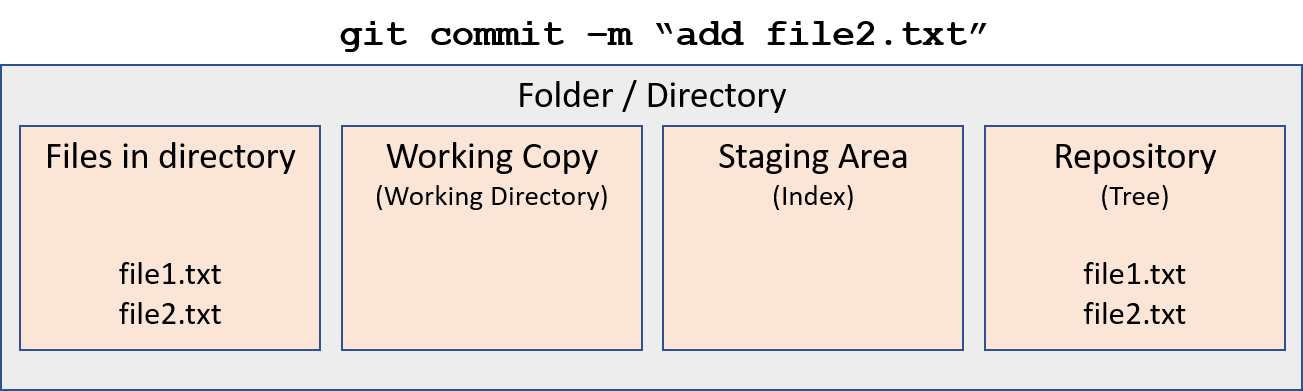 git commit –m “add file2.txt”
Folder / Directory
Files in directory
file1.txt
file2.txt
Working Copy
(Working Directory)
Staging Area
(Index)
Repository
(Tree)
file1.txt
file2.txt